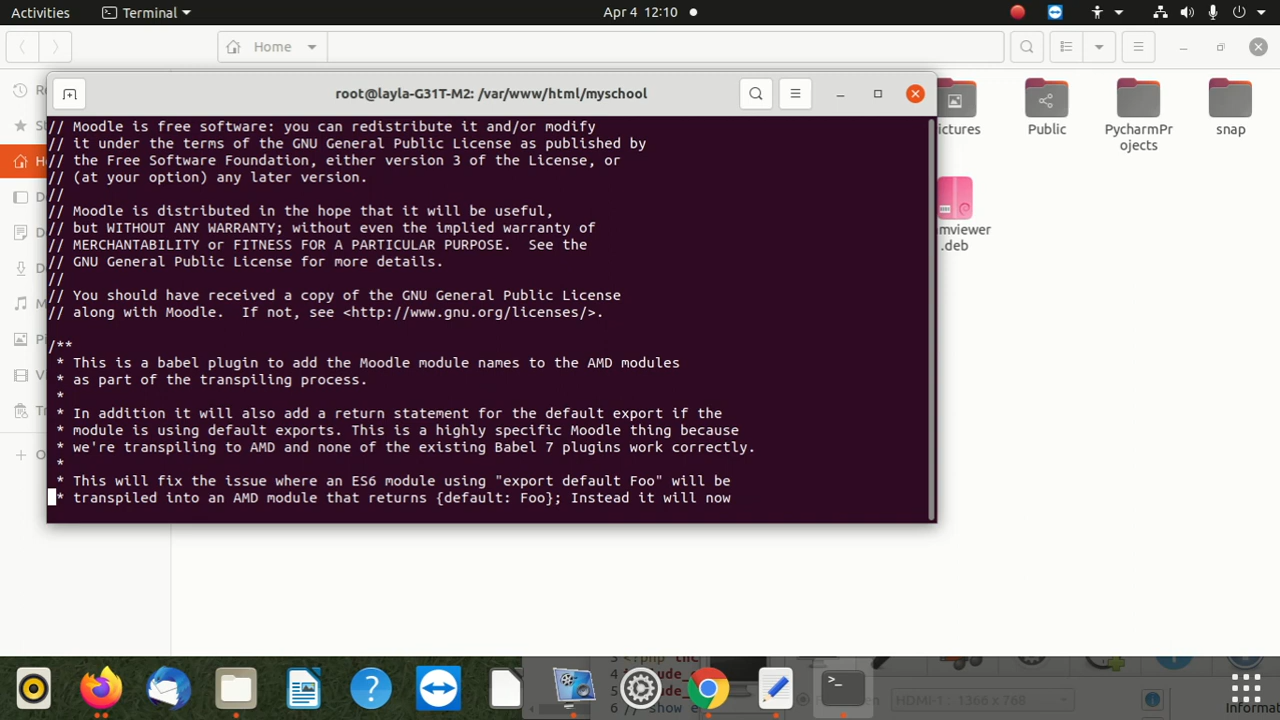 Activities
Terminal
Apr 4 12:10
Home
root@layla-G31T-M2: /var/www/html/myschool
// Moodle is free software: you can redistribute it and/or modify
// it under the terms of the GNU General Public License as published by
// the Free Software Foundation, either version 3 of the License, or
// (at your option) any later version.
//
// Moodle is distributed in the hope that it will be useful,
// but WITHOUT ANY WARRANTY; without even the implied warranty of
// MERCHANTABILITY or FITNESS FOR A PARTICULAR PURPOSE.  See the
// GNU General Public License for more details.
//
// You should have received a copy of the GNU General Public License
// along with Moodle.  If not, see <http://www.gnu.org/licenses/>.
/**
* This is a babel plugin to add the Moodle module names to the AMD modules
* as part of the transpiling process.
*
* In addition it will also add a return statement for the default export if the
* module is using default exports. This is a highly specific Moodle thing because
* we're transpiling to AMD and none of the existing Babel 7 plugins work correctly.
*
* This will fix the issue where an ES6 module using "export default Foo" will be
* transpiled into an AMD module that returns {default: Foo}; Instead it will now
ctures
Public
PycharmPr
ojects
snap
mviewer
.deb
HDMI-1 : 1366 x 768
4
5
6 // show e
Informat